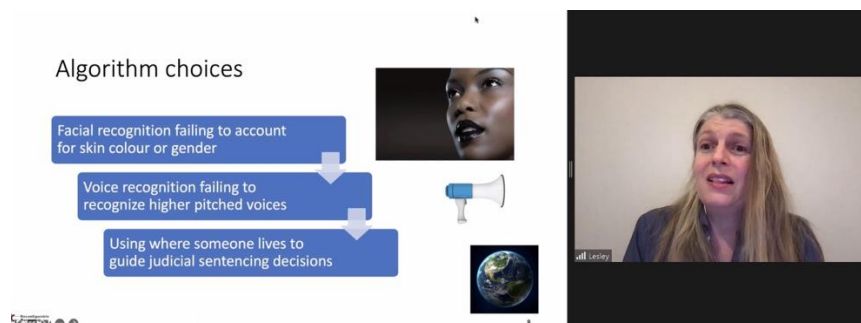 Algorithm choices
Facial recognition failing to account
for skin colour or gender
Voice recognition failing to
recognize higher pitched voices
Using where someone lives to
guide judicial sentencing decisions
Lesley